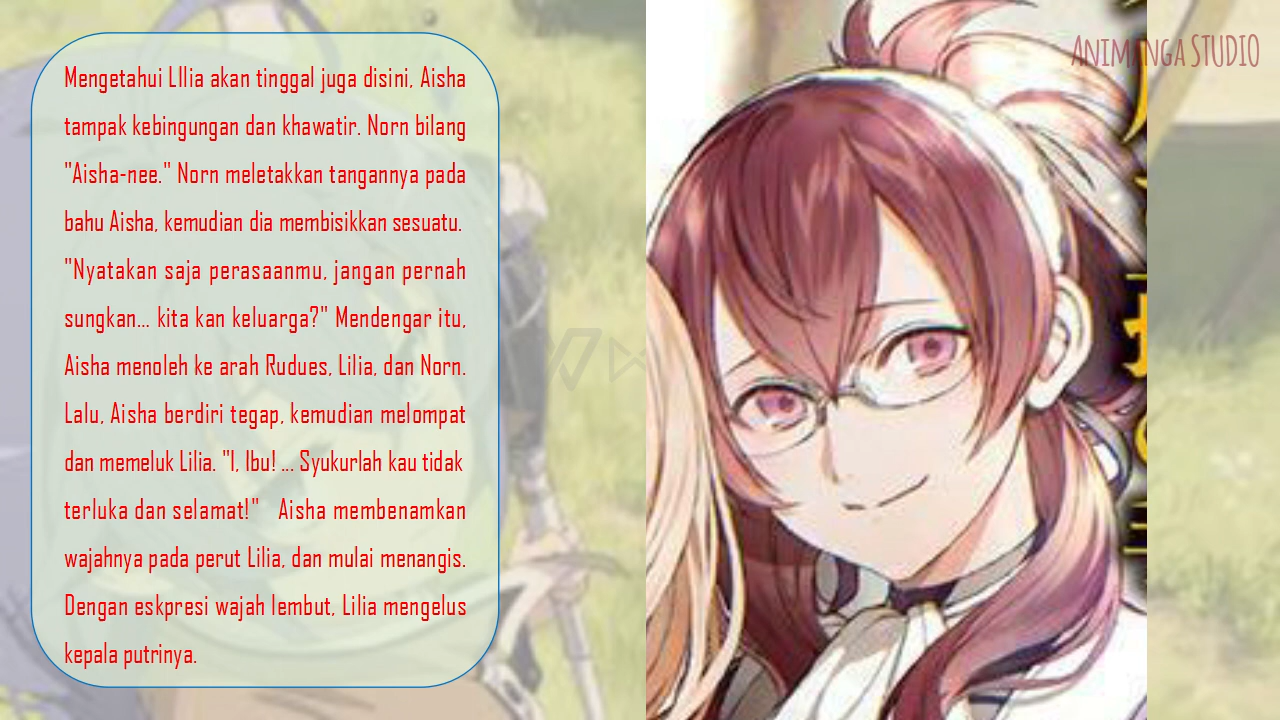 Mengetahui LIlia akan tinggal juga disini, Aisha
tampak kebingungan dan khawatir. Norn bilang
"Aisha-nee." Norn meletakkan tangannya pada
bahu Aisha, kemudian dia membisikkan sesuatu.
"Nyatakan saja perasaanmu, jangan pernah
sungkan... kita kan keluarga?" Mendengar itu,
Aisha menoleh ke arah Rudues, Lilia, dan Norn.
Lalu, Aisha berdiri tegap, kemudian melompat
dan memeluk Lilia. "I, Ibu! ... Syukurlah kau tidak
terluka dan selamat!" Aisha membenamkan
wajahnya pada perut Lilia, dan mulai menangis.
Dengan eskpresi wajah lembut, Lilia mengelus
kepala putrinya.
ANIMANGA STUDIO